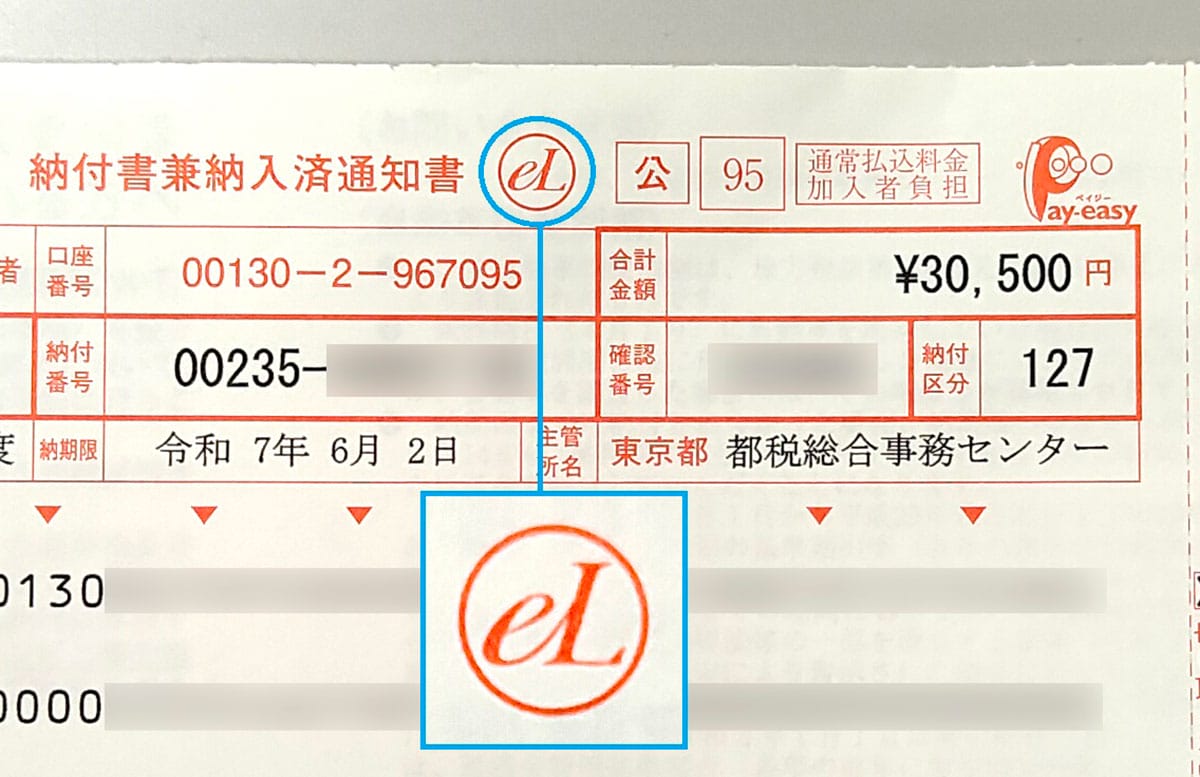 納付書兼納入済通知書 eL 公 95 通常払込料金
加入者負担
ペイジー
Pay-easy
者 口座
番号 00130-2-967095 合計
金額 ¥30,500円
納付
番号 00235- 確認
番号 納付
区分 127
度 納期限 令和 7年 6月 2日 主管
所名 東京都 都税総合事務センター
eL
0130
0000